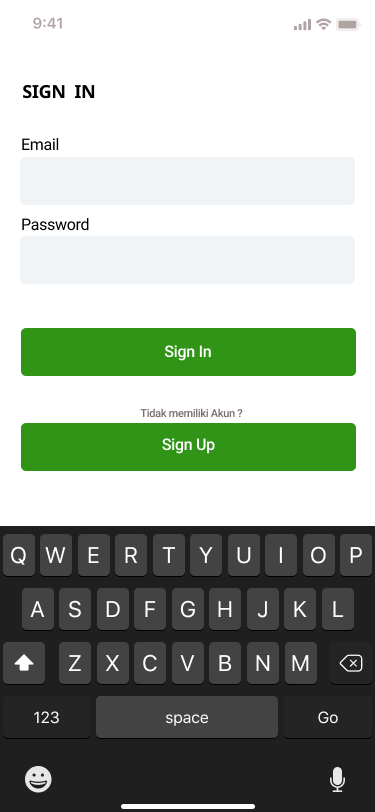 9:41
SIGN IN
Email
Password
Sign In
Tidak memiliki Akun ?
Sign Up
Q W E R T Y U I O P
A S D F G H J K L
Z X C V B N M
123 space Go